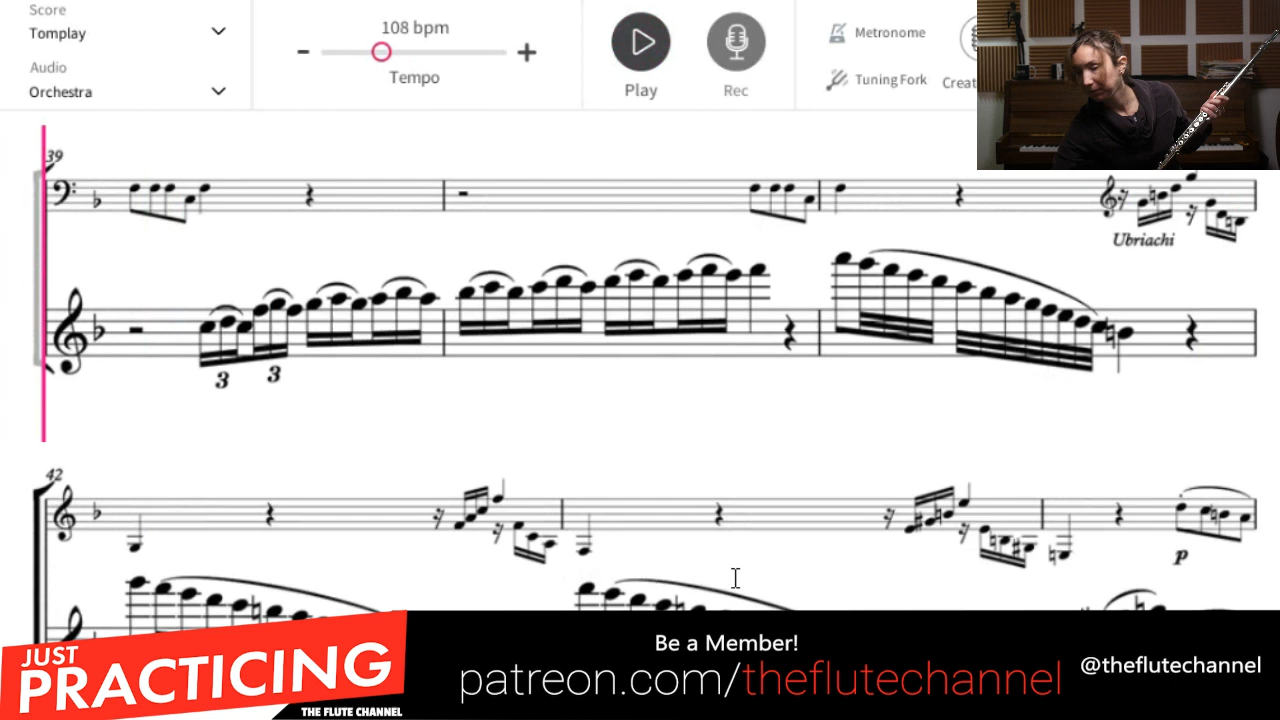 Score
Tomplay
Audio
Orchestra
108 bpm
- +
Tempo
Play
Rec
Metronome
Tuning Fork
Creat
39
Ubriachi
3 3
42
p
JUST
PRACTICING
THE FLUTE CHANNEL
Be a Member!
patreon.com/theflutechannel
@theflutechannel